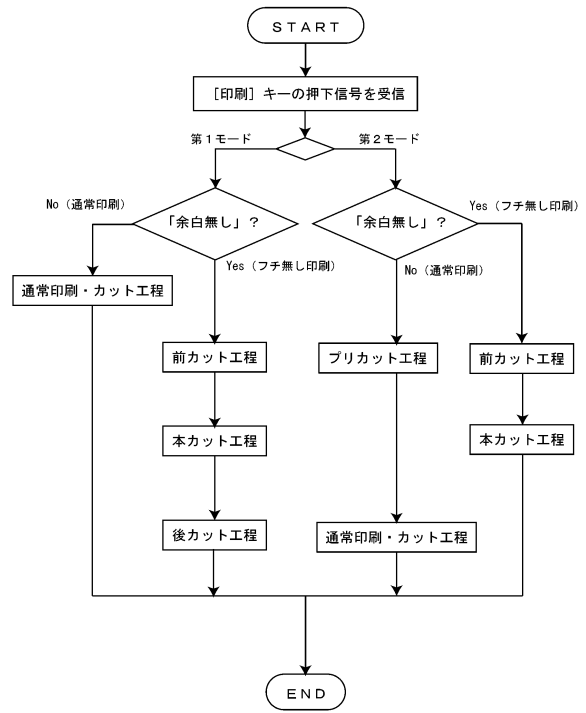 ＳＴＡＲＴ
［印刷］キーの押下信号を受信
第１モード
第２モード
No（通常印刷）
「余白無し」？
「余白無し」？
Yes（フチ無し印刷）
Yes（フチ無し印刷）
No（通常印刷）
通常印刷・カット工程
前カット工程
プリカット工程
前カット工程
本カット工程
本カット工程
後カット工程
通常印刷・カット工程
ＥＮＤ